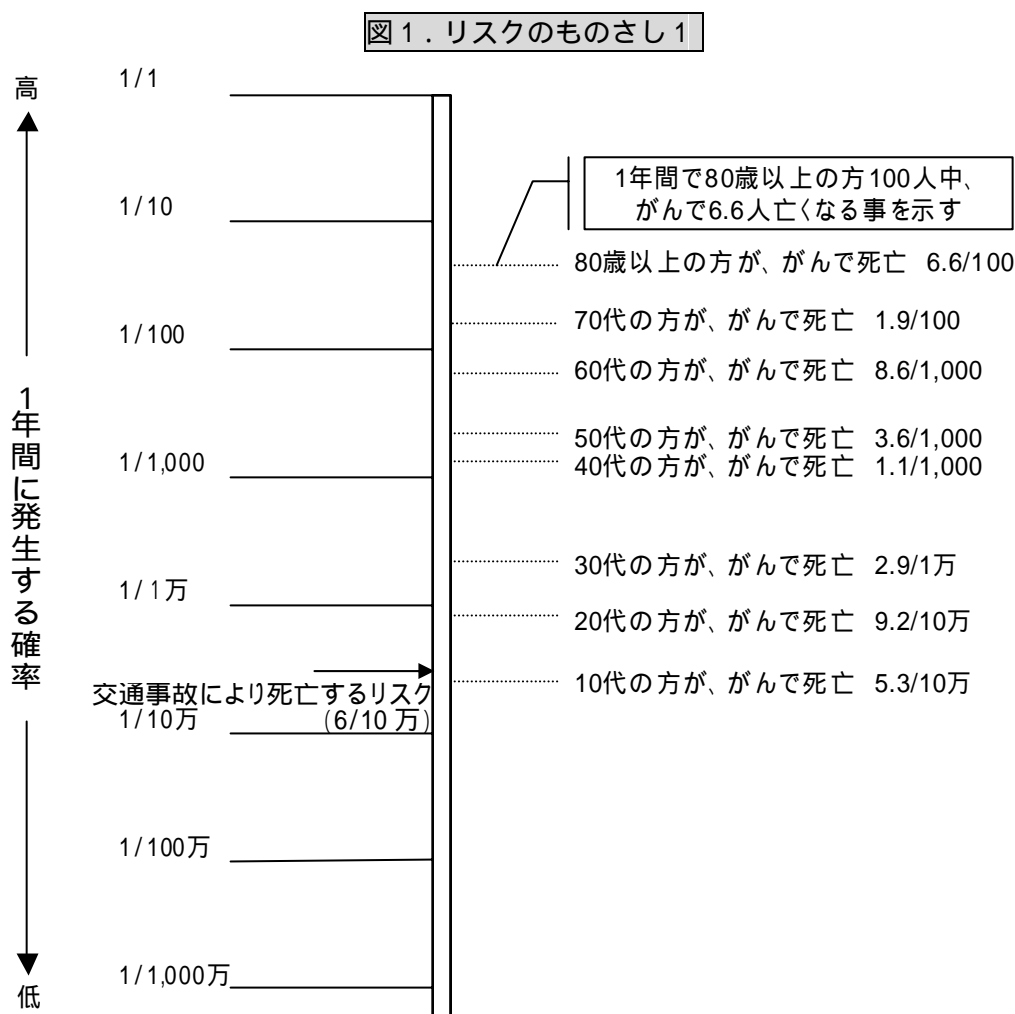 図1．リスクのものさし1
高
1/1
1/10
1/100
1/1,000
1/1万
1/10万
1/100万
1/1,000万
低
1年間に発生する確率
交通事故により死亡するリスク
(6/10万)
1年間で80歳以上の方100人中、
がんで6.6人亡くなる事を示す
80歳以上の方が、がんで死亡 6.6/100
70代の方が、がんで死亡 1.9/100
60代の方が、がんで死亡 8.6/1,000
50代の方が、がんで死亡 3.6/1,000
40代の方が、がんで死亡 1.1/1,000
30代の方が、がんで死亡 2.9/1万
20代の方が、がんで死亡 9.2/10万
10代の方が、がんで死亡 5.3/10万